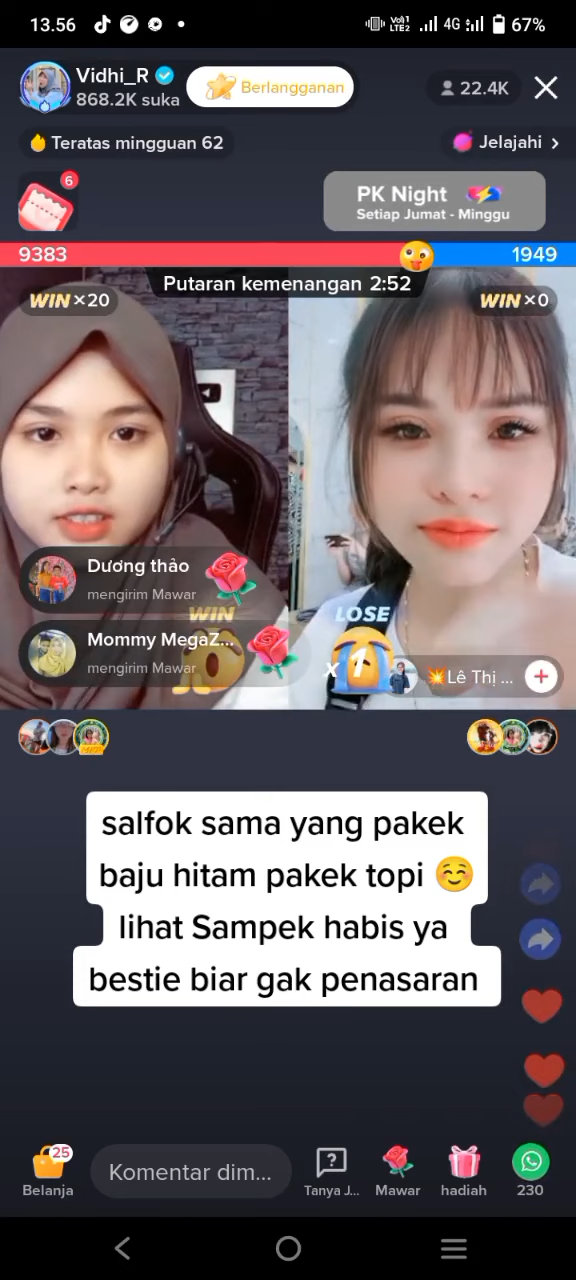 13.56
Vo))
LTE2
4G
67%
Vidhi_R
868.2K suka
Berlangganan
22.4K
Teratas mingguan 62
Jelajahi >
6
PK Night
Setiap Jumat - Minggu
9383
1949
Putaran kemenangan 2:52
WIN ×20
WIN ×0
Dương thảo
mengirim Mawar
WIN
LOSE
Mommy MegaZ...
mengirim Mawar
x 1
💥Lê Thị ...
+
salfok sama yang pakek
baju hitam pakek topi ☺️
lihat Sampek habis ya
bestie biar gak penasaran
25
Belanja
Komentar dim...
Tanya J...
Mawar
hadiah
230